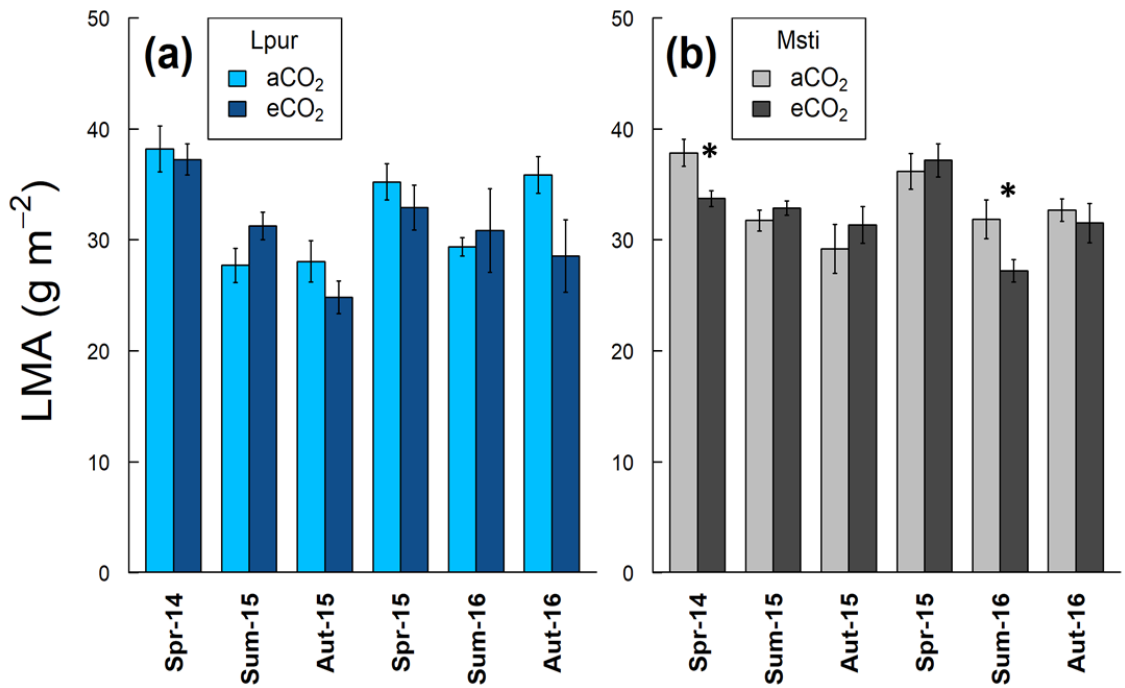 LMA (g m⁻²)
(a)
Lpur
aCO₂
eCO₂
50
40
30
20
10
0
Spr-14
Sum-15
Aut-15
Spr-15
Sum-16
Aut-16
(b)
Msti
aCO₂
eCO₂
50
40
30
20
10
0
*
*
Spr-14
Sum-15
Aut-15
Spr-15
Sum-16
Aut-16